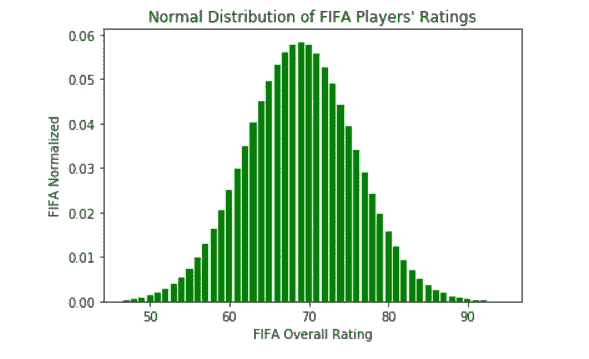 Normal Distribution of FIFA Players' Ratings
0.06
0.05
0.04
0.03
0.02
0.01
0.00
FIFA Normalized
50 60 70 80 90
FIFA Overall Rating